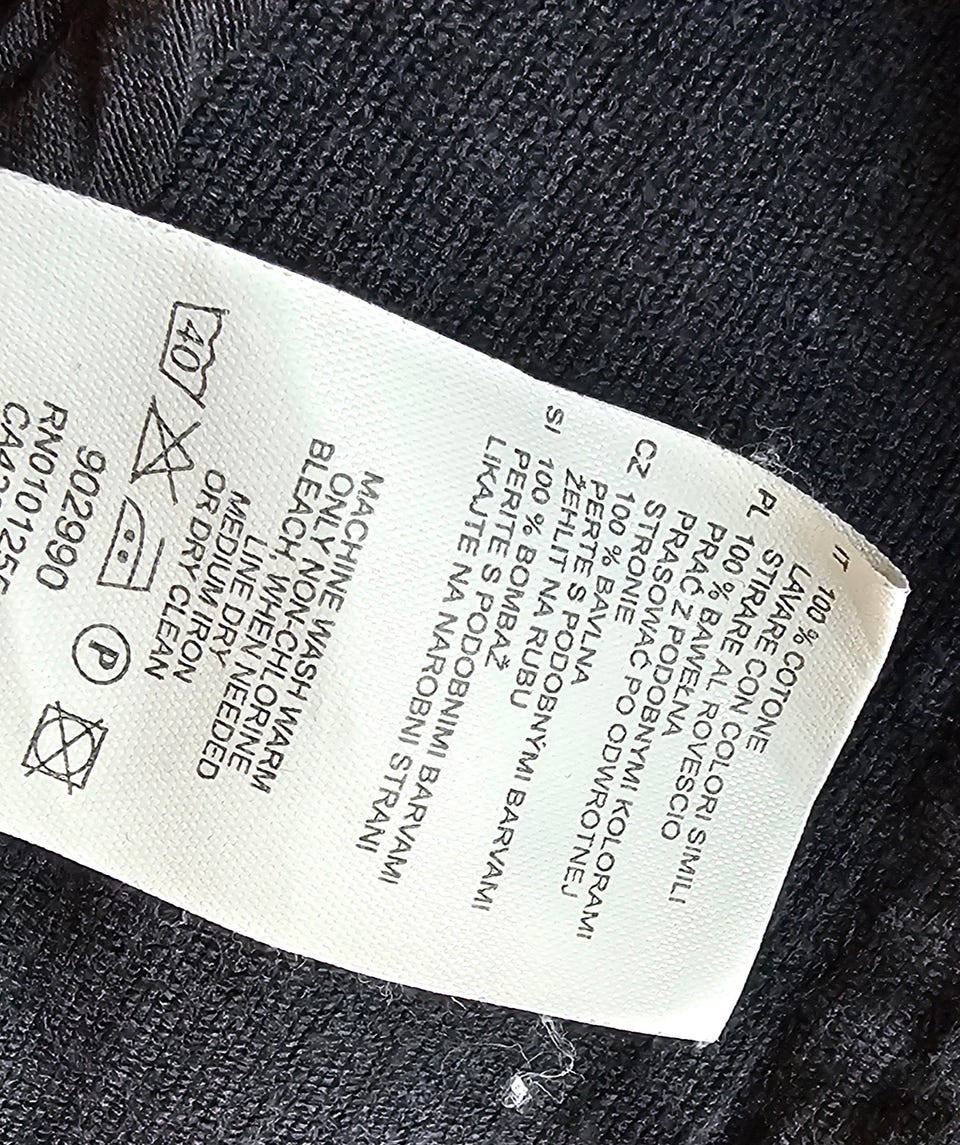 IT 100 % COTONE
LAVARE CON COLORI SIMILI
STIRARE AL ROVESCIO
PL 100 % BAWEŁNA
PRAĆ Z PODOBNYMI KOLORAMI
PRASOWAĆ PO ODWROTNEJ
STRONIE
CZ 100 % BAVLNA
PERTE S PODOBNÝMI BARVAMI
ŽEHLIT NA RUBU
SI 100 % BOMBAŽ
PERITE S PODOBNIMI BARVAMI
LIKAJTE NA NAROBNI STRANI
MACHINE WASH WARM
ONLY NON-CHLORINE
BLEACH, WHEN NEEDED
LINE DRY
MEDIUM IRON
OR DRY CLEAN
40 P
902990